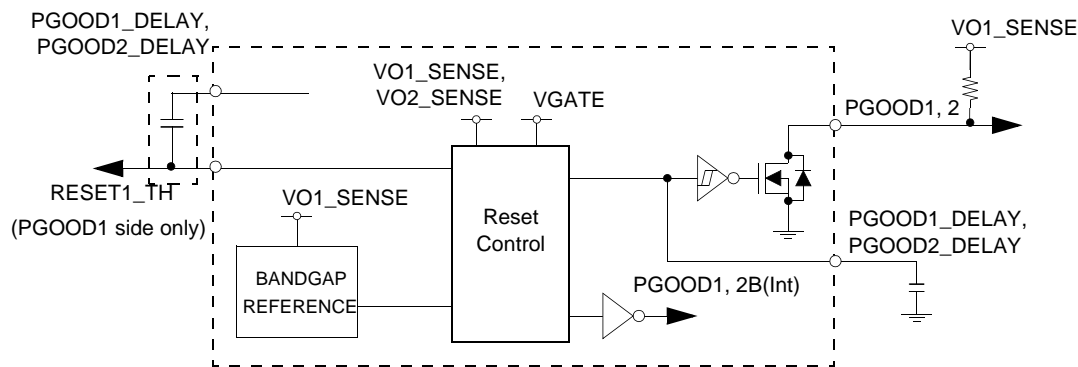 PGOOD1_DELAY,
PGOOD2_DELAY
VO1_SENSE
VO1_SENSE,
VO2_SENSE
VGATE
PGOOD1, 2
RESET1_TH
(PGOOD1 side only)
VO1_SENSE
Reset
Control
PGOOD1_DELAY,
PGOOD2_DELAY
BANDGAP
REFERENCE
PGOOD1, 2B(Int)